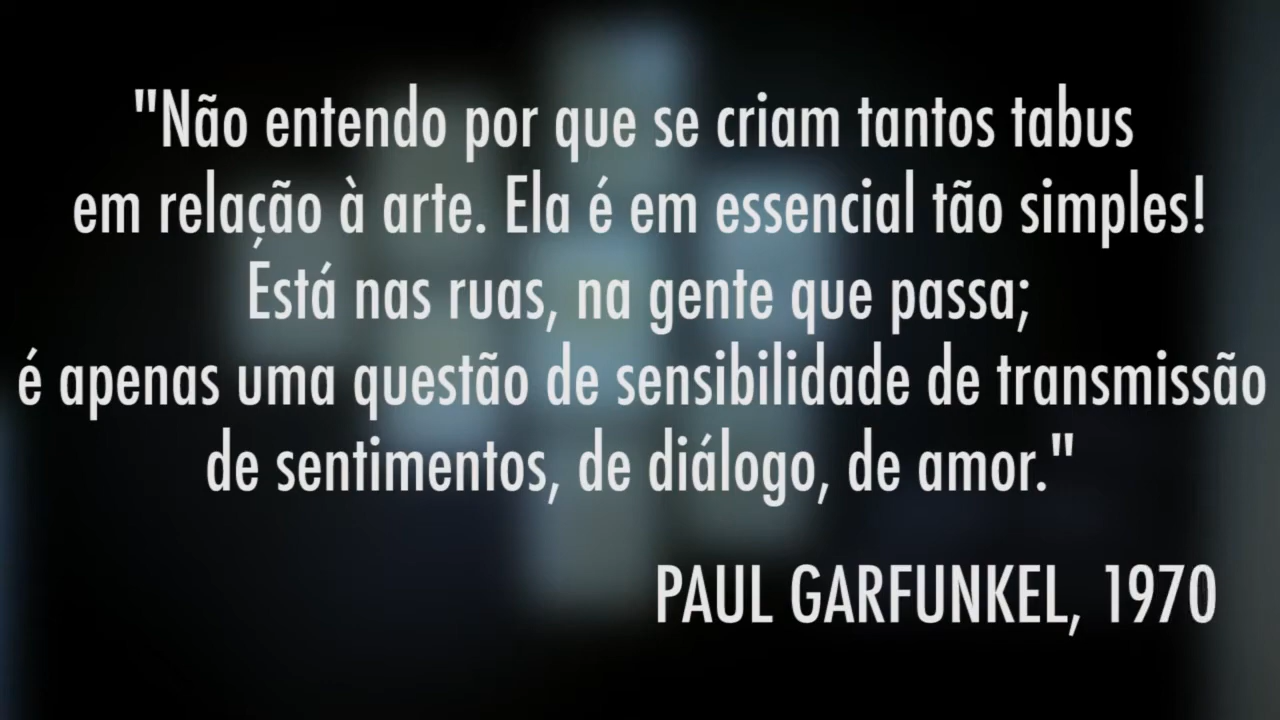 "Não entendo por que se criam tantos tabus
em relação à arte. Ela é em essencial tão simples!
Está nas ruas, na gente que passa;
é apenas uma questão de sensibilidade de transmissão
de sentimentos, de diálogo, de amor."
PAUL GARFUNKEL, 1970